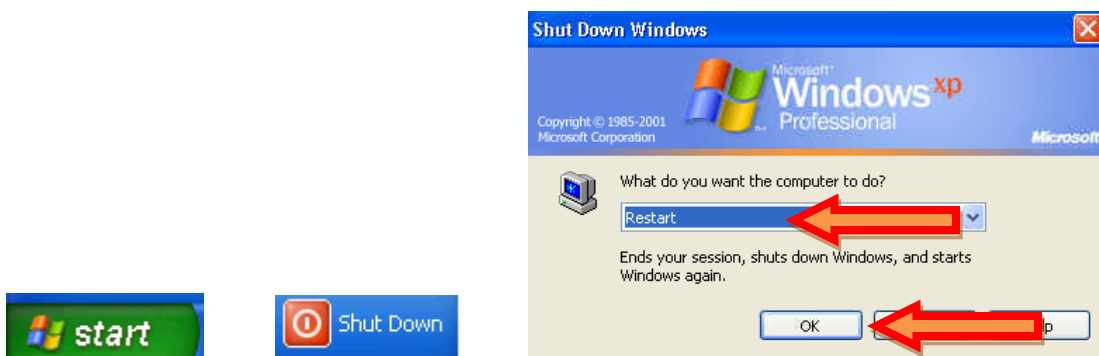 Shut Down Windows
Microsoft®
Windows xp
Professional
Copyright © 1985-2001
Microsoft Corporation
Microsoft
What do you want the computer to do?
Restart
Ends your session, shuts down Windows, and starts
Windows again.
start
Shut Down
OK